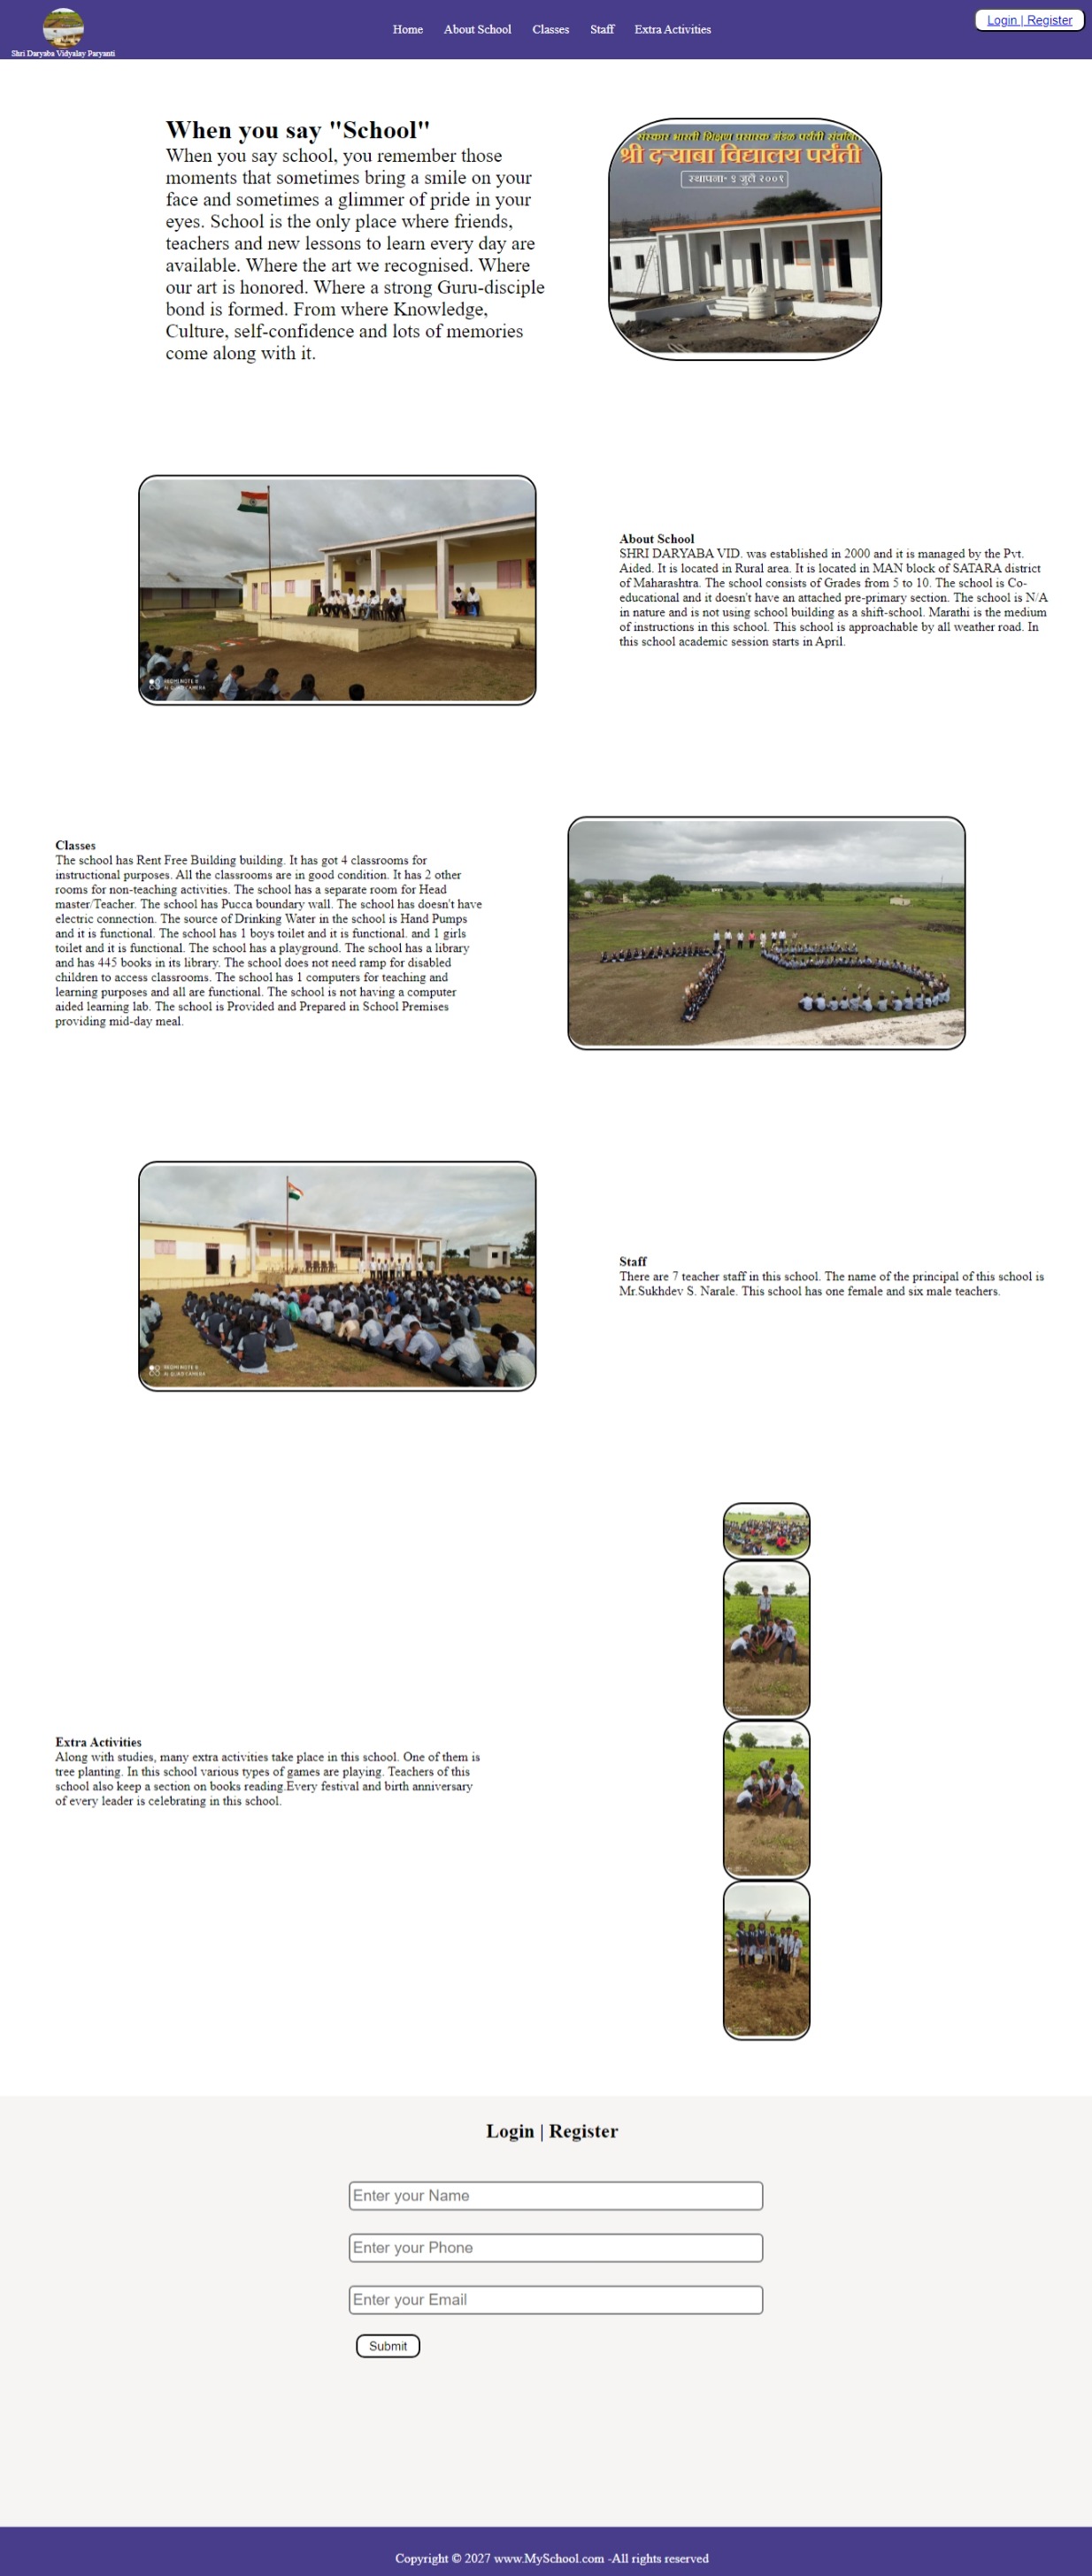 Shri Daryaba Vidyalay Paryanti
Home
About School
Classes
Staff
Extra Activities
Login | Register
When you say "School"
When you say school, you remember those
moments that sometimes bring a smile on your
face and sometimes a glimmer of pride in your
eyes. School is the only place where friends,
teachers and new lessons to learn every day are
available. Where the art we recognised. Where
our art is honored. Where a strong Guru-disciple
bond is formed. From where Knowledge,
Culture, self-confidence and lots of memories
come along with it.
संस्कार भारती शिक्षण प्रसारक मंडळ पर्यंती संचलित
श्री दऱ्याबा विद्यालय पर्यंती
About School
SHRI DARYABA VID. was established in 2000 and it is managed by the Pvt.
Aided. It is located in Rural area. It is located in MAN block of SATARA district
of Maharashtra. The school consists of Grades from 5 to 10. The school is Co-
educational and it doesn't have an attached pre-primary section. The school is N/A
in nature and is not using school building as a shift-school. Marathi is the medium
of instructions in this school. This school is approachable by all weather road. In
this school academic session starts in April.
REDMI NOTE 8
AI QUAD CAMERA
Classes
The school has Rent Free Building building. It has got 4 classrooms for
instructional purposes. All the classrooms are in good condition. It has 2 other
rooms for non-teaching activities. The school has a separate room for Head
master/Teacher. The school has Pucca boundary wall. The school has doesn't have
electric connection. The source of Drinking Water in the school is Hand Pumps
and it is functional. The school has 1 boys toilet and it is functional. and 1 girls
toilet and it is functional. The school has a playground. The school has a library
and has 445 books in its library. The school does not need ramp for disabled
children to access classrooms. The school has 1 computers for teaching and
learning purposes and all are functional. The school is not having a computer
aided learning lab. The school is Provided and Prepared in School Premises
providing mid-day meal.
Staff
There are 7 teacher staff in this school. The name of the principal of this school is
Mr.Sukhdev S. Narale. This school has one female and six male teachers.
REDMI NOTE 8
AI QUAD CAMERA
Extra Activities
Along with studies, many extra activities take place in this school. One of them is
tree planting. In this school various types of games are playing. Teachers of this
school also keep a section on books reading.Every festival and birth anniversary
of every leader is celebrating in this school.
Login | Register
Enter your Name
Enter your Phone
Enter your Email
Submit
Copyright © 2027 www.MySchool.com -All rights reserved